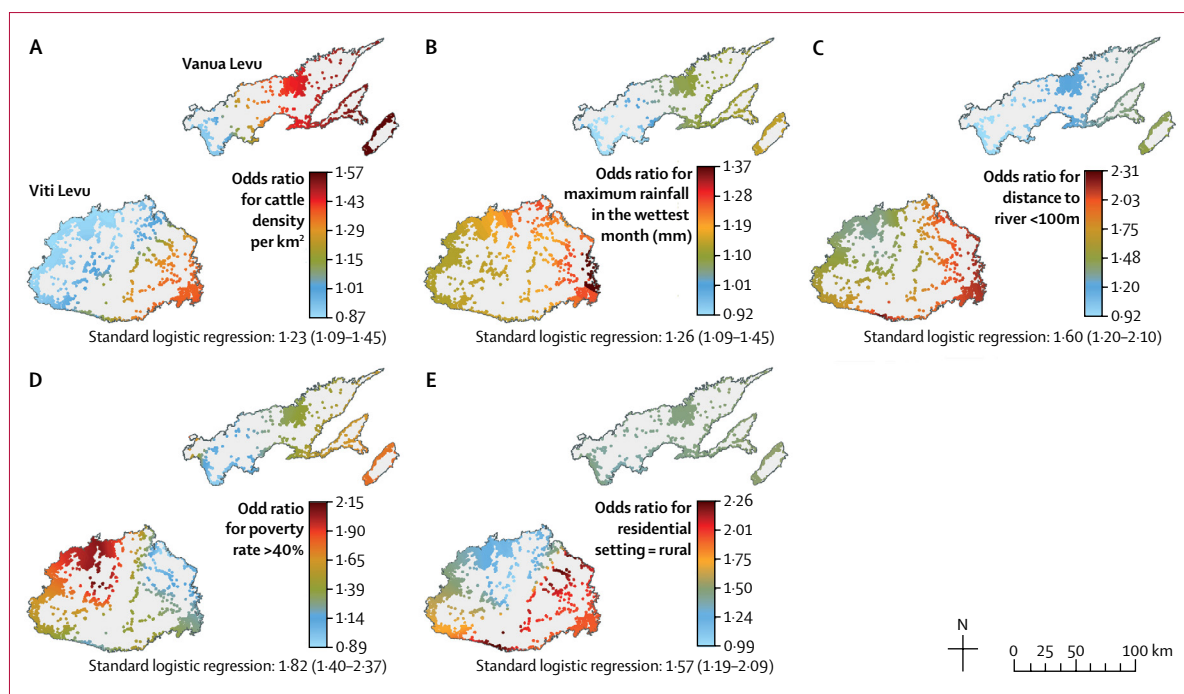 A
Vanua Levu
Viti Levu
Odds ratio
for cattle
density
per km²
1·57
1·43
1·29
1·15
1·01
0·87
Standard logistic regression: 1·23 (1·09–1·45)
B
Odds ratio for
maximum rainfall
in the wettest
month (mm)
1·37
1·28
1·19
1·10
1·01
0·92
Standard logistic regression: 1·26 (1·09–1·45)
C
Odds ratio for
distance to
river <100m
2·31
2·03
1·75
1·48
1·20
0·92
Standard logistic regression: 1·60 (1·20–2·10)
D
Odd ratio
for poverty
rate >40%
2·15
1·90
1·65
1·39
1·14
0·89
Standard logistic regression: 1·82 (1·40–2·37)
E
Odds ratio for
residential
setting = rural
2·26
2·01
1·75
1·50
1·24
0·99
Standard logistic regression: 1·57 (1·19–2·09)
N
0 25 50 100 km